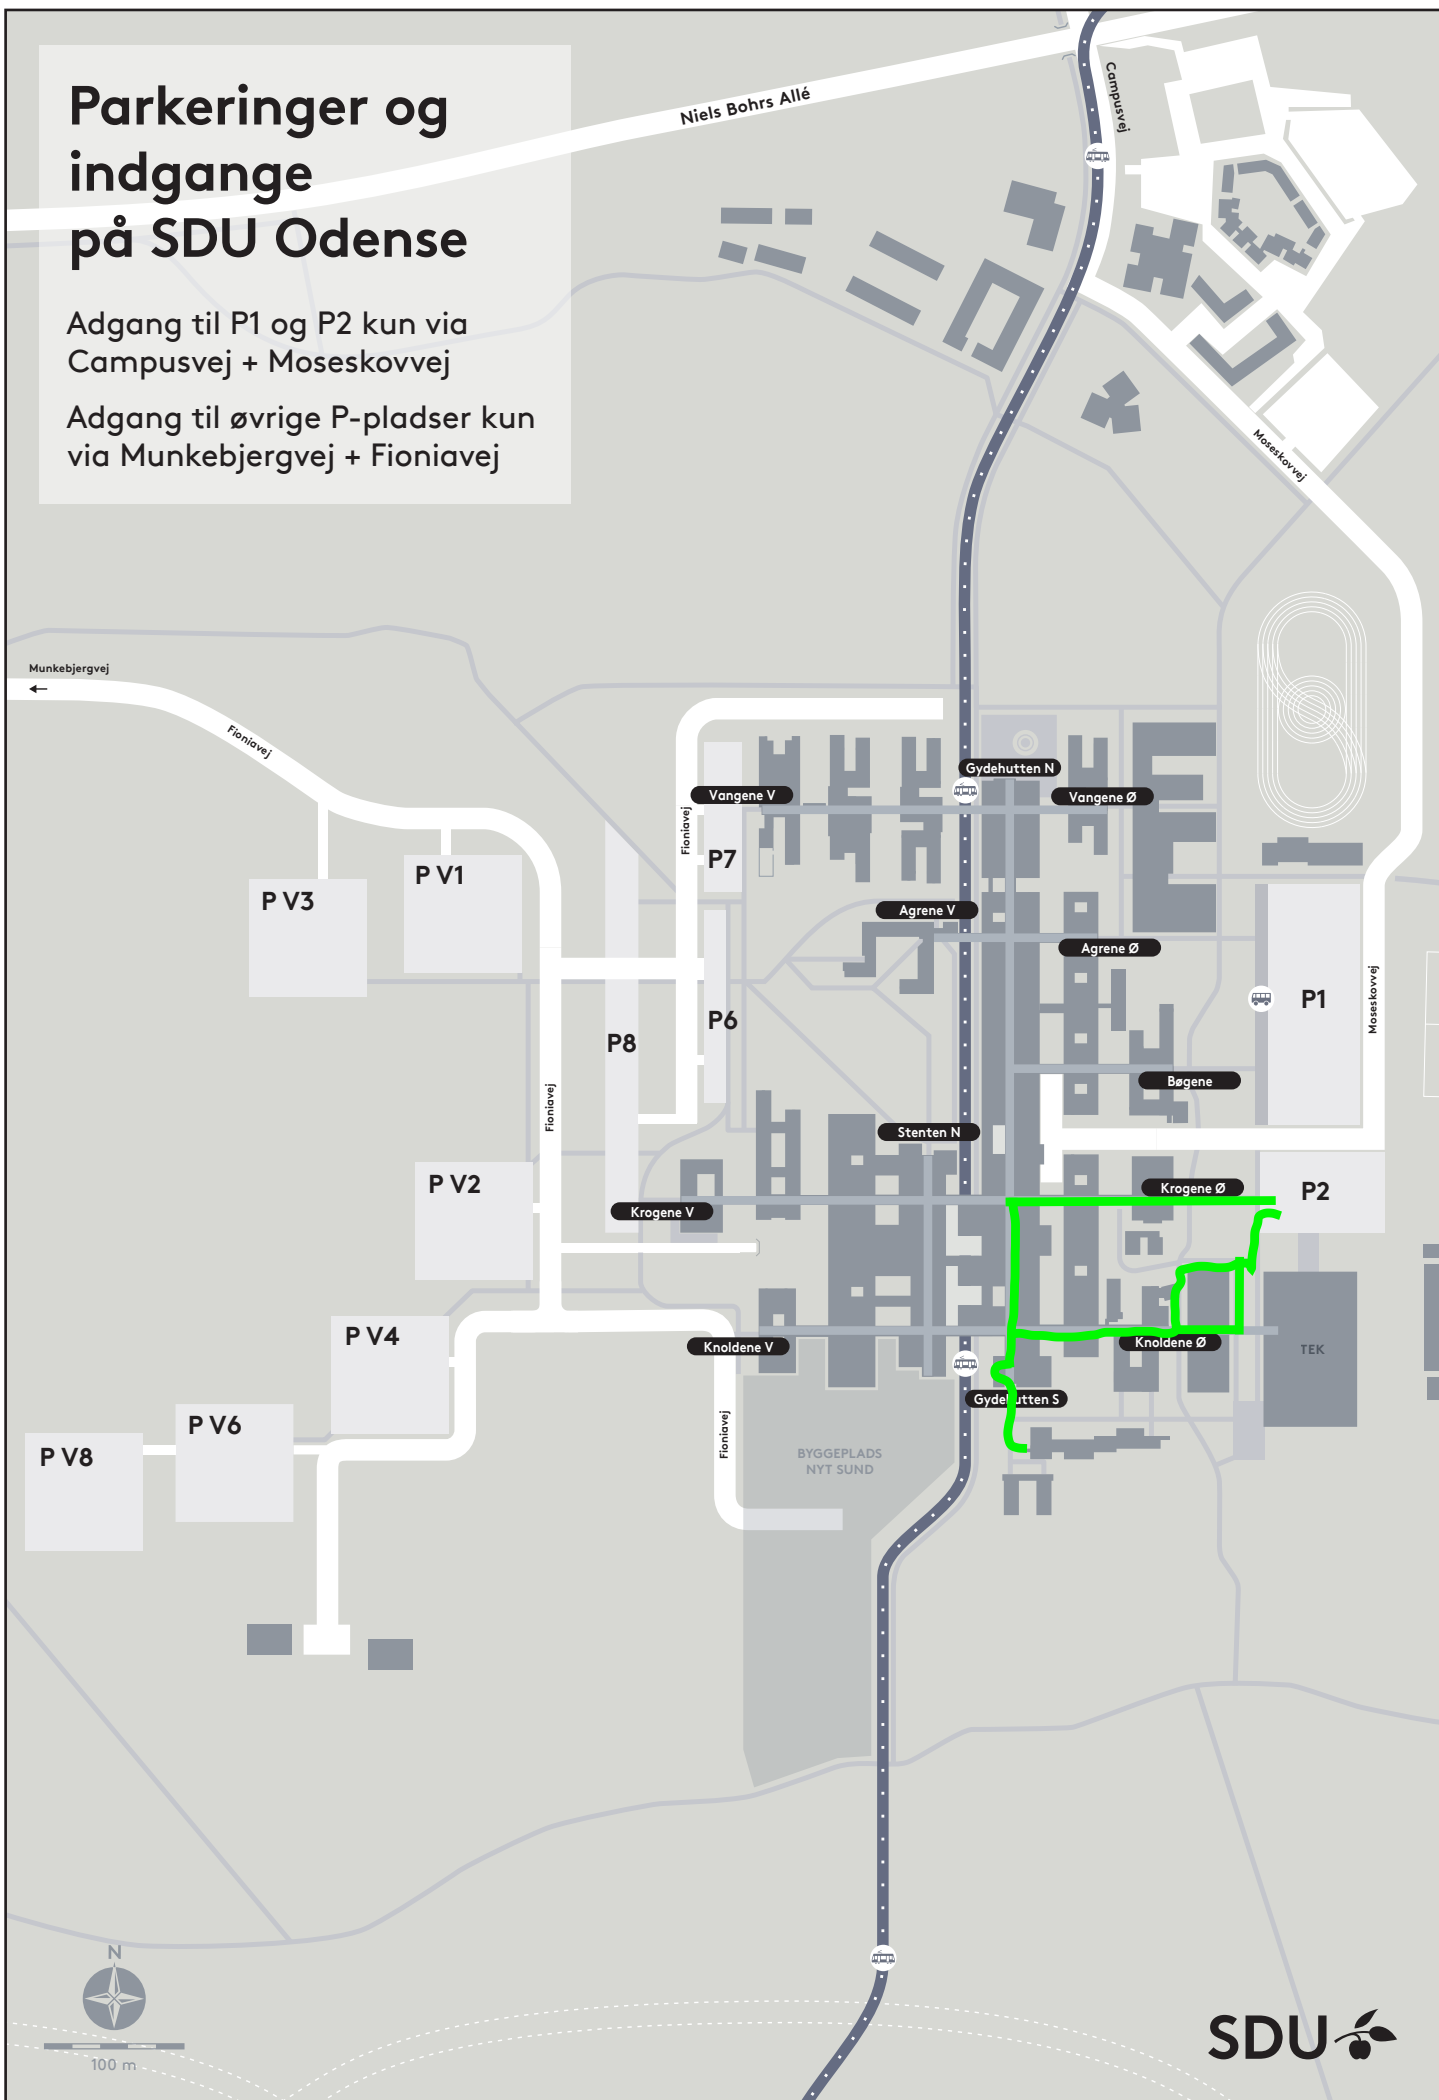 Parkeringer og
indgange
på SDU Odense
Adgang til P1 og P2 kun via
Campusvej + Moseskovvej
Adgang til øvrige P-pladser kun
via Munkebjergvej + Fioniavej
Niels Bohrs Allé
Campusvej
Moseskovvej
Munkebjergvej
Fioniavej
Gydehutten N
Vangene V
Vangene Ø
Fioniavej
P7
P V1
P V3
Agrene V
Agrene Ø
P1
Moseskovvej
P6
P8
Bøgene
Fioniavej
Stenten N
P V2
Krogene Ø
P2
Krogene V
P V4
Knoldene V
Knoldene Ø
TEK
Gydehutten S
P V6
Fioniavej
P V8
BYGGEPLADS
NYT SUND
N
100 m
SDU